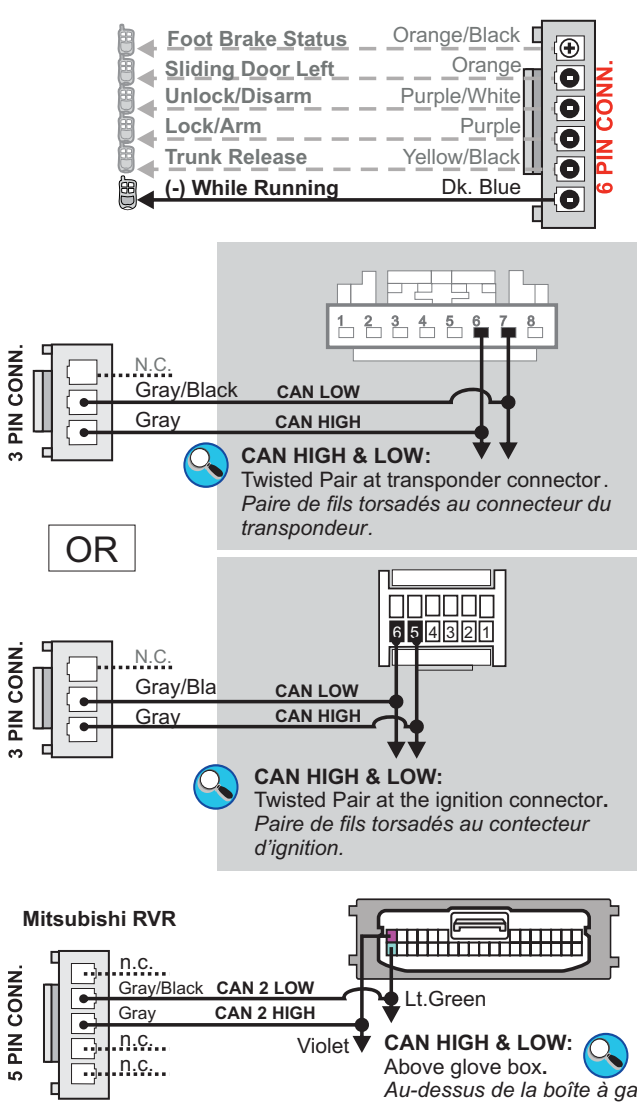 Foot Brake Status Orange/Black
Sliding Door Left Orange
Unlock/Disarm Purple/White
Lock/Arm Purple
Trunk Release Yellow/Black
(-) While Running Dk. Blue
6 PIN CONN.
1 2 3 4 5 6 7 8
3 PIN CONN.
N.C.
Gray/Black CAN LOW
Gray CAN HIGH
CAN HIGH & LOW:
Twisted Pair at transponder connector.
Paire de fils torsadés au connecteur du
transpondeur.
OR
6 5 4 3 2 1
3 PIN CONN.
N.C.
Gray/Bla CAN LOW
Gray CAN HIGH
CAN HIGH & LOW:
Twisted Pair at the ignition connector.
Paire de fils torsadés au contecteur
d'ignition.
Mitsubishi RVR
5 PIN CONN.
n.c.
Gray/Black CAN 2 LOW
Lt.Green
Gray CAN 2 HIGH
Violet
n.c.
n.c.
CAN HIGH & LOW:
Above glove box.
Au-dessus de la boîte à ga